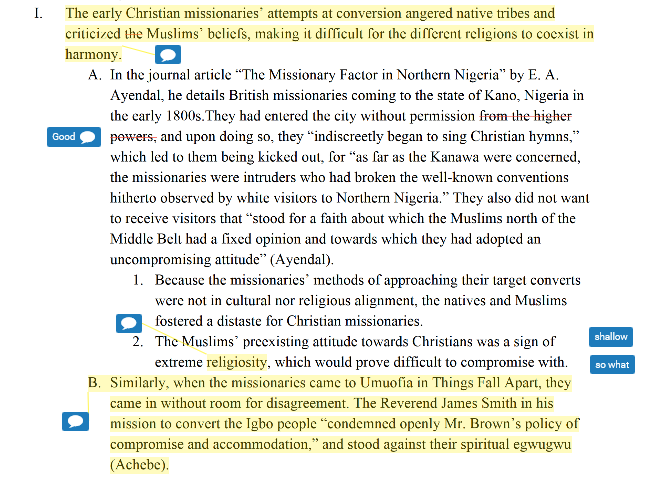 I. The early Christian missionaries' attempts at conversion angered native tribes and
criticized the Muslims' beliefs, making it difficult for the different religions to coexist in
harmony.
A. In the journal article "The Missionary Factor in Northern Nigeria" by E. A.
Ayendal, he details British missionaries coming to the state of Kano, Nigeria in
the early 1800s.They had entered the city without permission from the higher
Good
powers, and upon doing so, they "indiscreetly began to sing Christian hymns,"
which led to them being kicked out, for "as far as the Kanawa were concerned,
the missionaries were intruders who had broken the well-known conventions
hitherto observed by white visitors to Northern Nigeria." They also did not want
to receive visitors that "stood for a faith about which the Muslims north of the
Middle Belt had a fixed opinion and towards which they had adopted an
uncompromising attitude" (Ayendal).
1. Because the missionaries' methods of approaching their target converts
were not in cultural nor religious alignment, the natives and Muslims
fostered a distaste for Christian missionaries.
2. The Muslims' preexisting attitude towards Christians was a sign of
shallow
extreme religiosity, which would prove difficult to compromise with.
so what
B. Similarly, when the missionaries came to Umuofia in Things Fall Apart, they
came in without room for disagreement. The Reverend James Smith in his
mission to convert the Igbo people "condemned openly Mr. Brown's policy of
compromise and accommodation," and stood against their spiritual egwugwu
(Achebe).